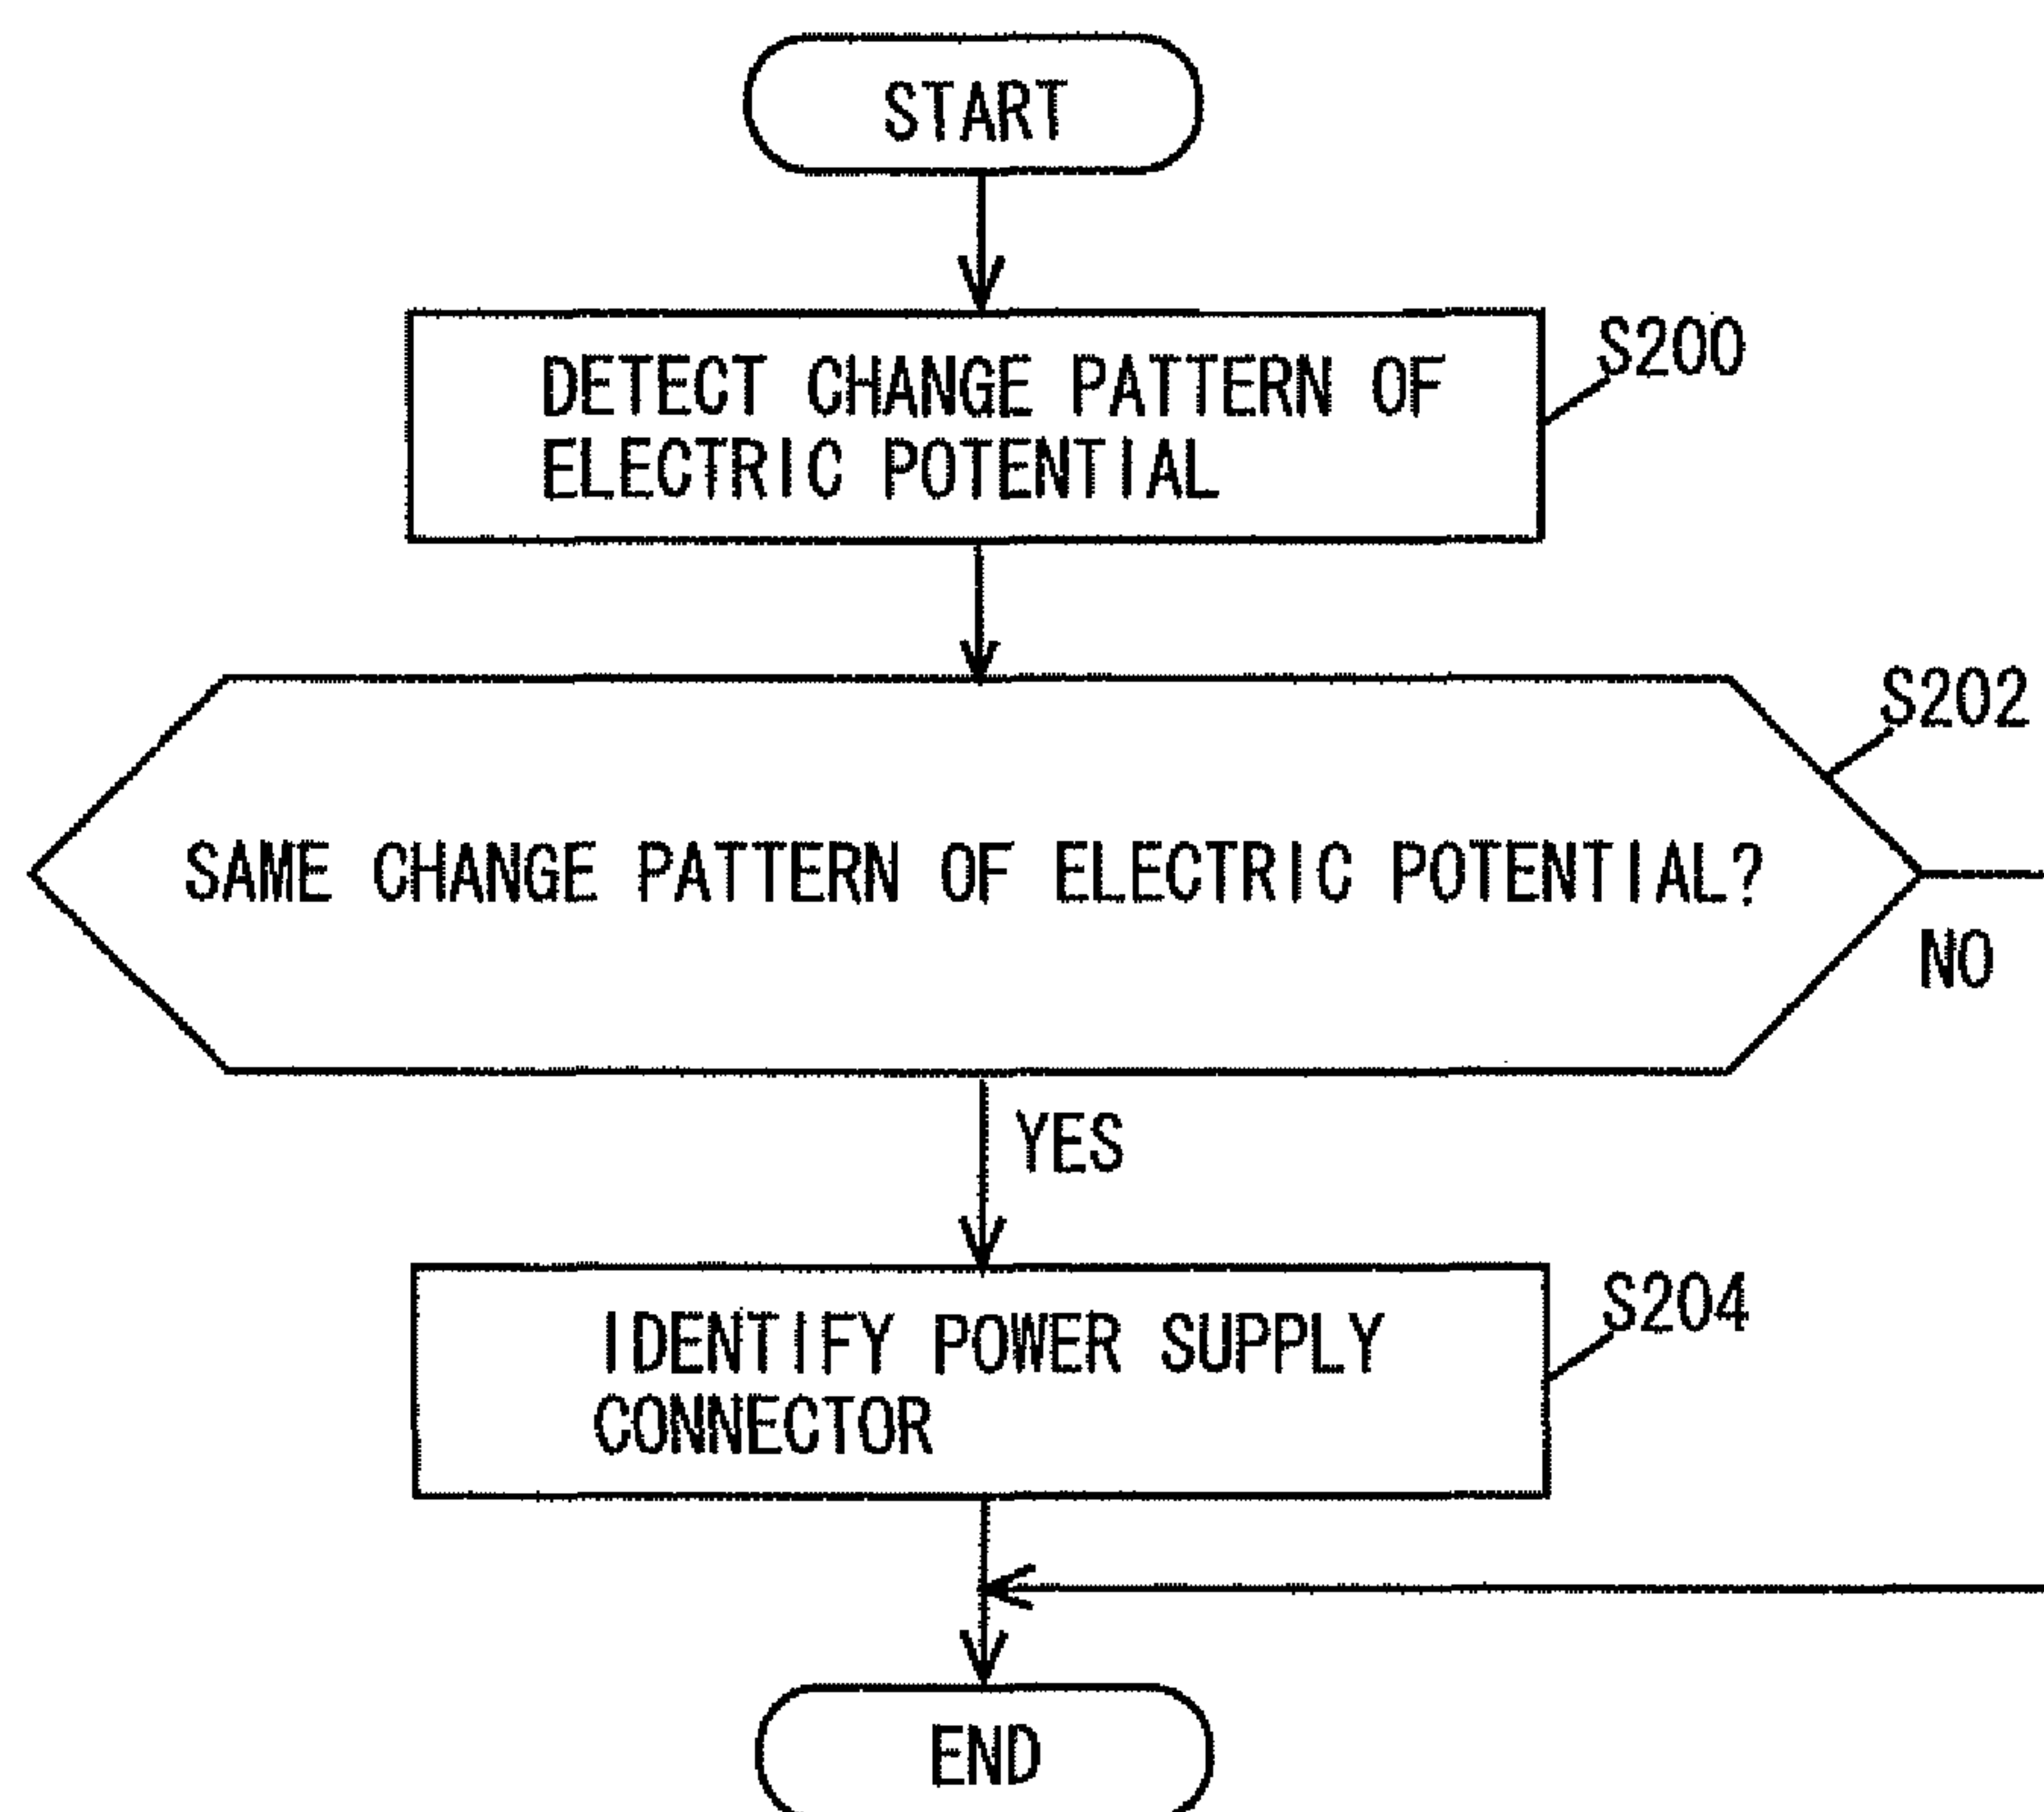 START
DETECT CHANGE PATTERN OF
ELECTRIC POTENTIAL
S200
S202
SAME CHANGE PATTERN OF ELECTRIC POTENTIAL?
NO
YES
IDENTIFY POWER SUPPLY
CONNECTOR
S204
END